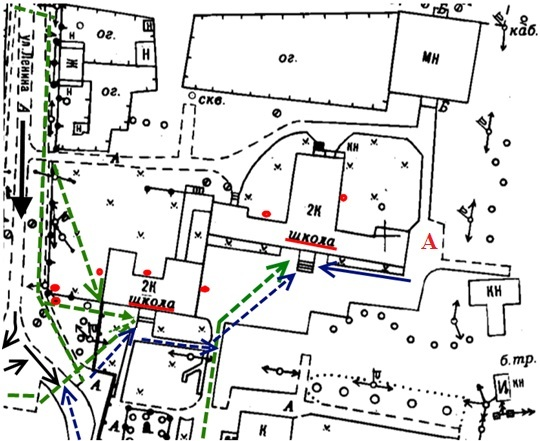 ул. Ленина
А
н
Ж
н
ог.
Н
ог.
н
скв.
ог.
МН
Б
Б
каб.
А
кн
2К
школа
А
2К
школа
КН
б.тр.
И
кн
А
А
Р
К
А